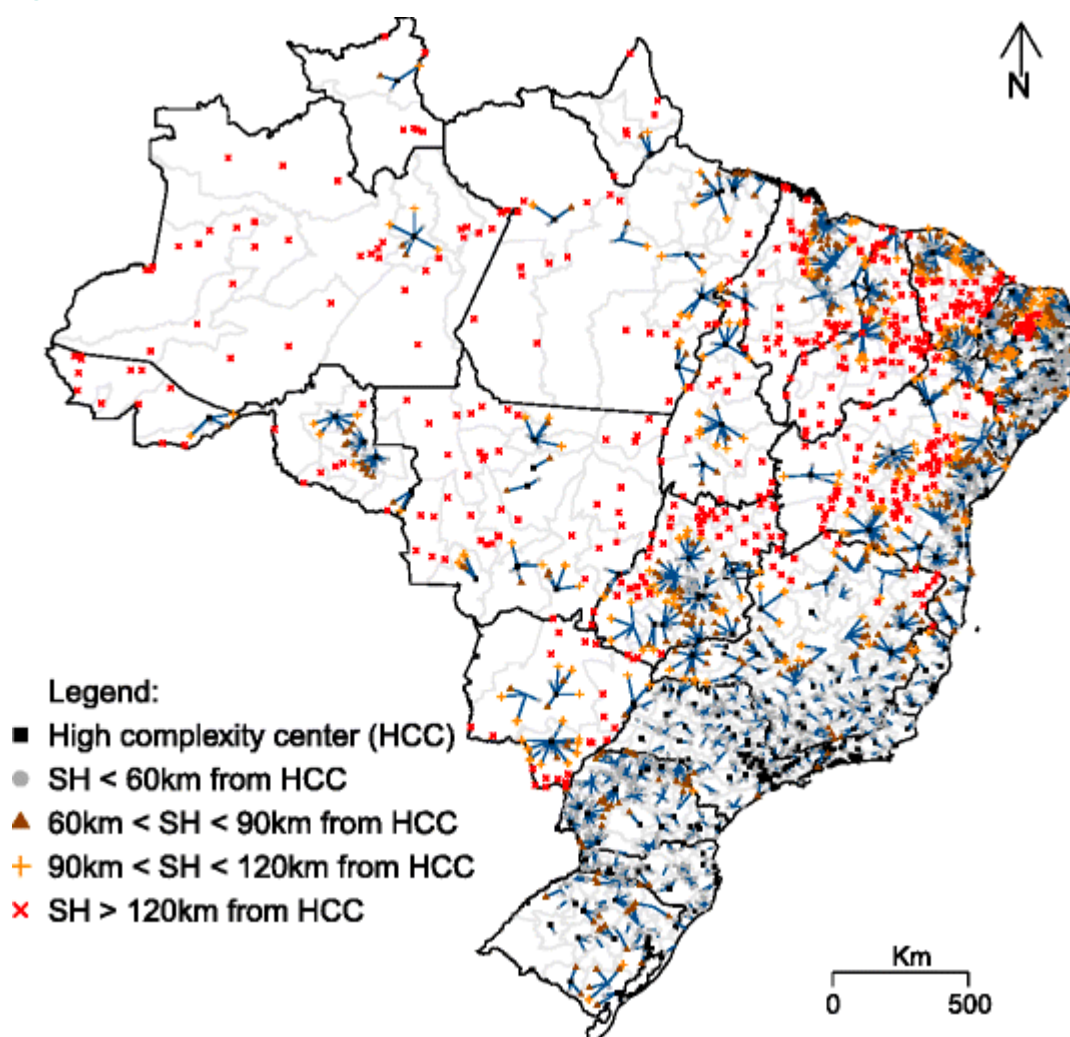 N
Legend:
High complexity center (HCC)
SH < 60km from HCC
60km < SH < 90km from HCC
90km < SH < 120km from HCC
SH > 120km from HCC
Km
0 500